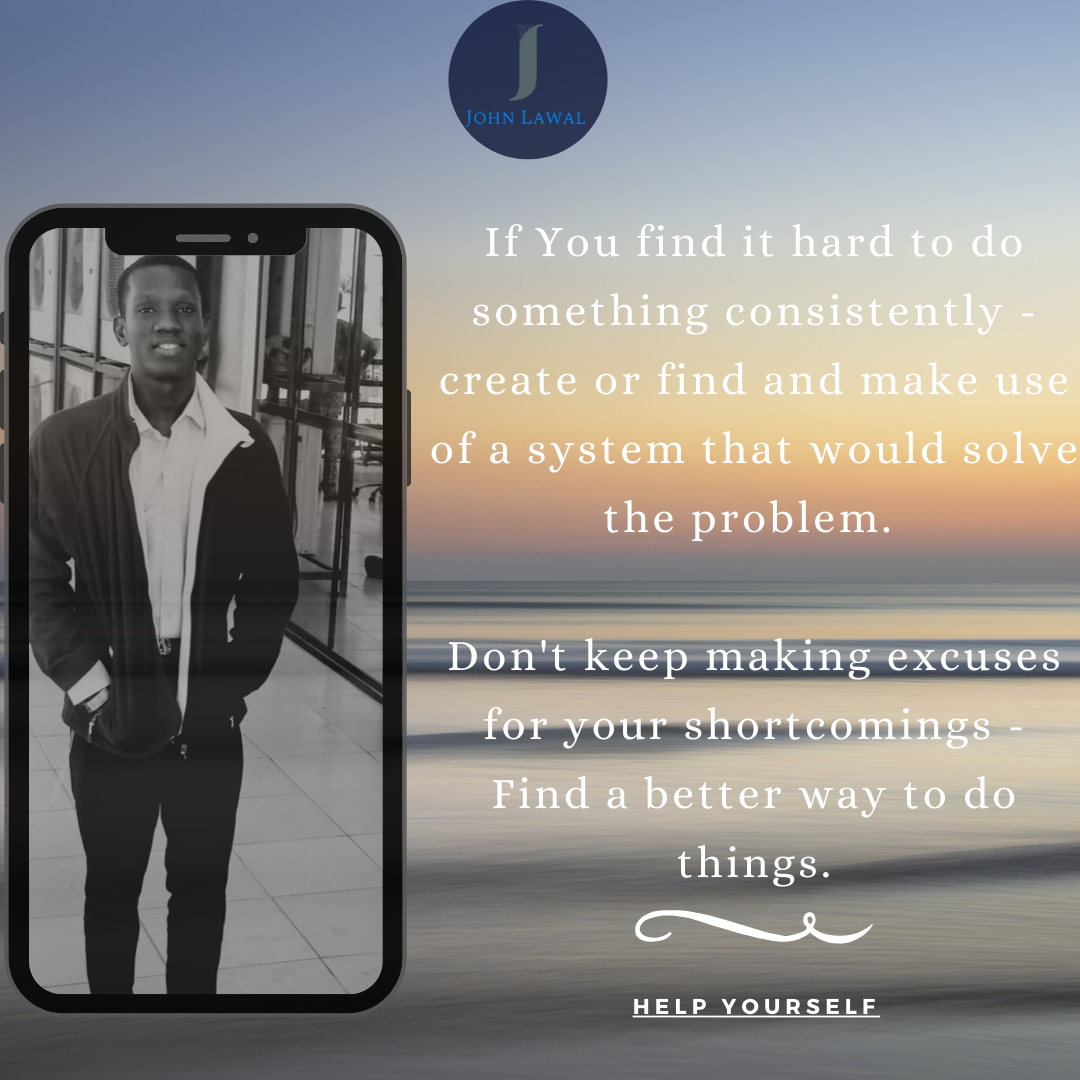 J
John Lawal
If You find it hard to do
something consistently -
create or find and make use
of a system that would solve
the problem.
Don't keep making excuses
for your shortcomings -
Find a better way to do
things.
HELP YOURSELF